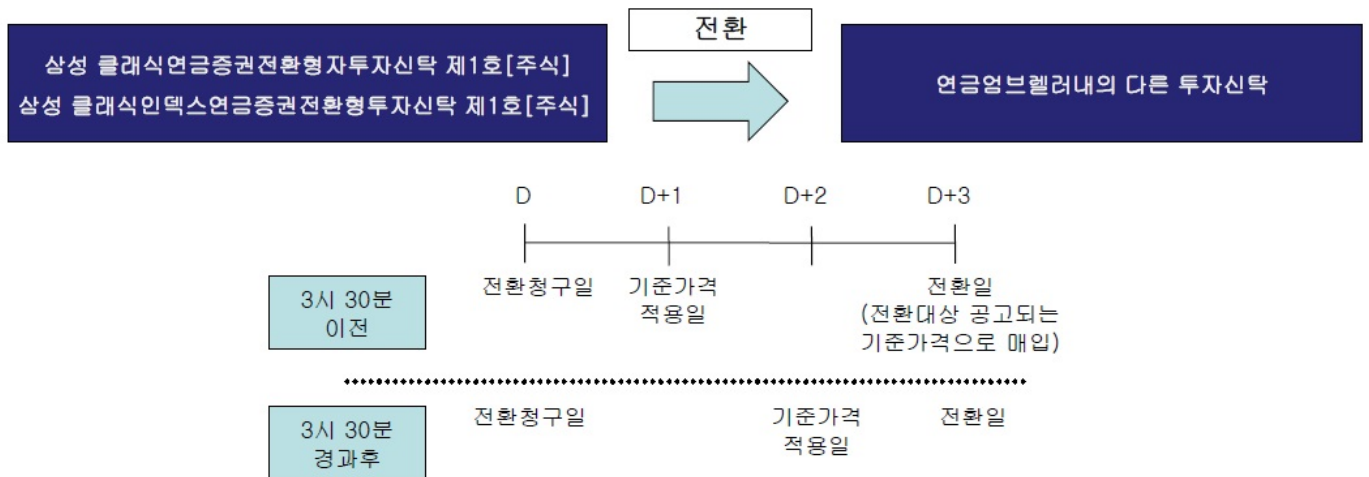 전환
삼성 클래식연금증권전환형자투자신탁 제1호[주식]
삼성 클래식인덱스연금증권전환형투자신탁 제1호[주식]
연금엄브렐러내의 다른 투자신탁
D D+1 D+2 D+3
3시 30분
이전
전환청구일 기준가격 전환일
적용일 (전환대상 공고되는
기준가격으로 매입)
3시 30분
경과후
전환청구일 기준가격 전환일
적용일